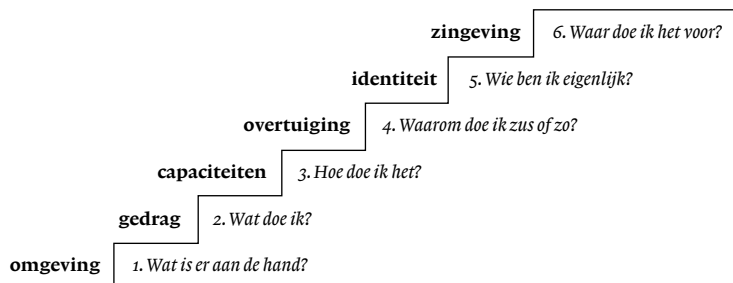 zingeving 6. Waar doe ik het voor?
identiteit 5. Wie ben ik eigenlijk?
overtuiging 4. Waarom doe ik zus of zo?
capaciteiten 3. Hoe doe ik het?
gedrag 2. Wat doe ik?
omgeving 1. Wat is er aan de hand?